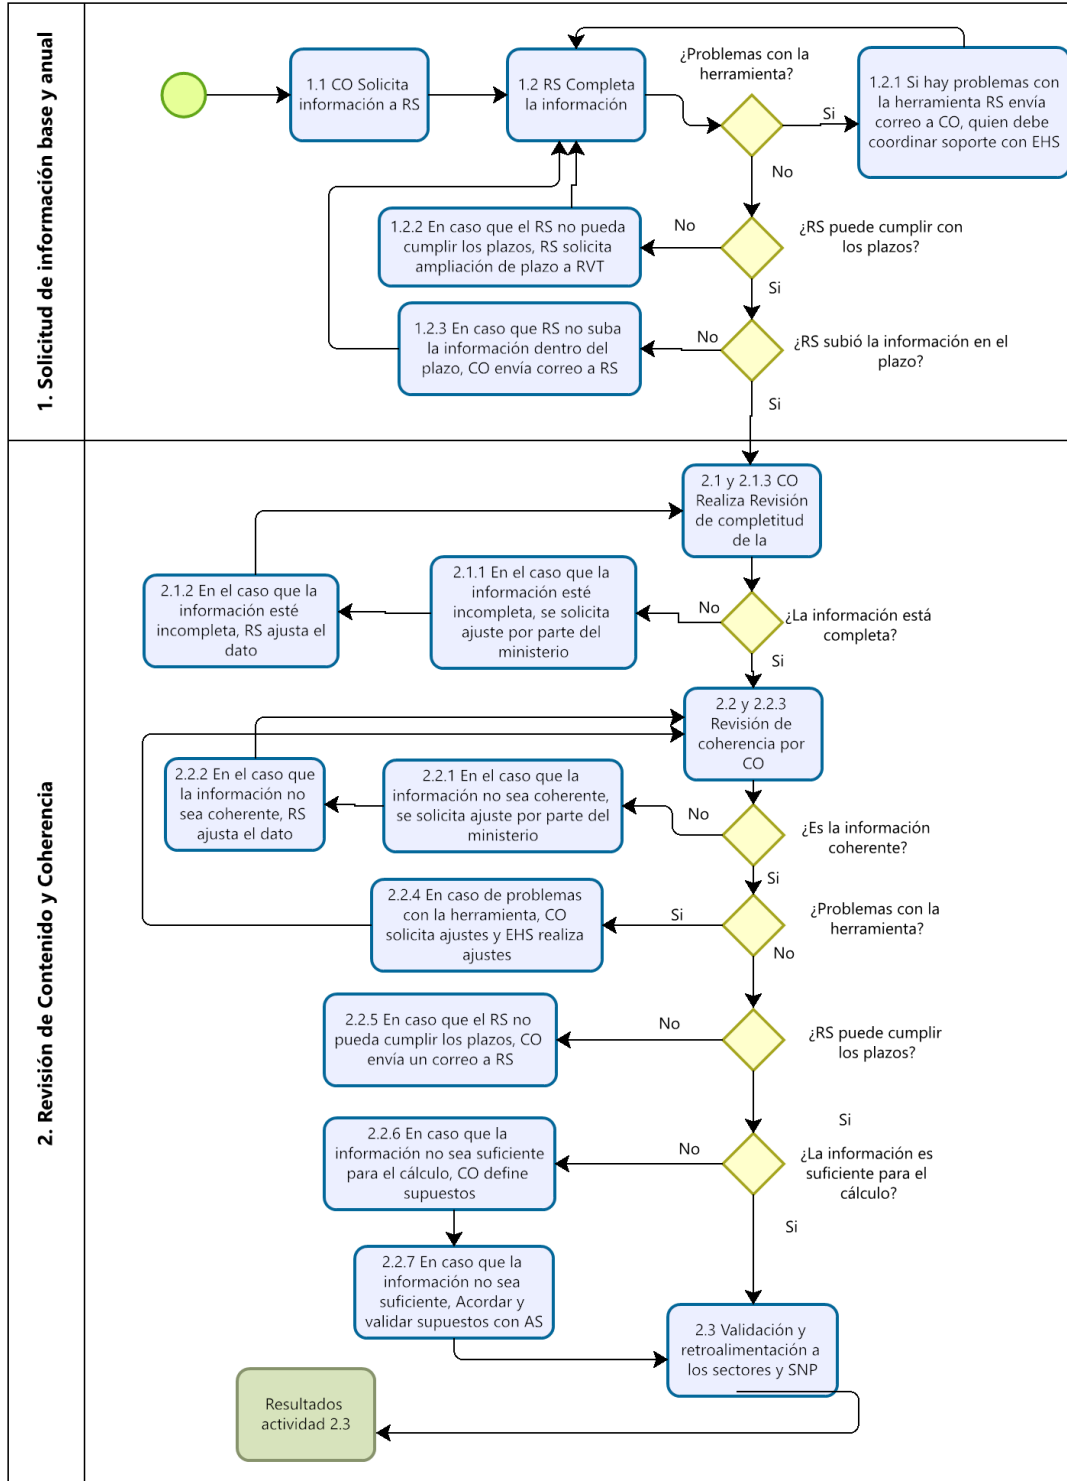 1. Solicitud de información base y anual
1.1 CO Solicita
información a RS
1.2 RS Completa
la información
¿Problemas con la
herramienta?
Si
1.2.1 Si hay problemas con
la herramienta RS envía
correo a CO, quien debe
coordinar soporte con EHS
No
¿RS puede cumplir con
los plazos?
No
1.2.2 En caso que el RS no pueda
cumplir los plazos, RS solicita
ampliación de plazo a RVT
Si
¿RS subió la información en el
plazo?
No
1.2.3 En caso que RS no suba
la información dentro del
plazo, CO envía correo a RS
Si
2. Revisión de Contenido y Coherencia
2.1 y 2.1.3 CO
Realiza Revisión
de completitud
de la
¿La información está
completa?
No
2.1.1 En el caso que la
información esté
incompleta, se solicita
ajuste por parte del
ministerio
2.1.2 En el caso que la
información esté
incompleta, RS ajusta el
dato
Si
2.2 y 2.2.3
Revisión de
coherencia por
CO
¿Es la información
coherente?
No
2.2.1 En el caso que la
información no sea coherente,
se solicita ajuste por parte del
ministerio
2.2.2 En el caso que
la información no
sea coherente, RS
ajusta el dato
Si
¿Problemas con la
herramienta?
Si
2.2.4 En caso de problemas
con la herramienta, CO
solicita ajustes y EHS realiza
ajustes
No
¿RS puede cumplir
los plazos?
No
2.2.5 En caso que el RS no
pueda cumplir los plazos, CO
envía un correo a RS
Si
¿La información es
suficiente para el
cálculo?
No
2.2.6 En caso que la
información no sea suficiente
para el cálculo, CO define
supuestos
2.2.7 En caso que la
información no sea
suficiente, Acordar y
validar supuestos con AS
Si
2.3 Validación y
retroalimentación a
los sectores y SNP
Resultados
actividad 2.3